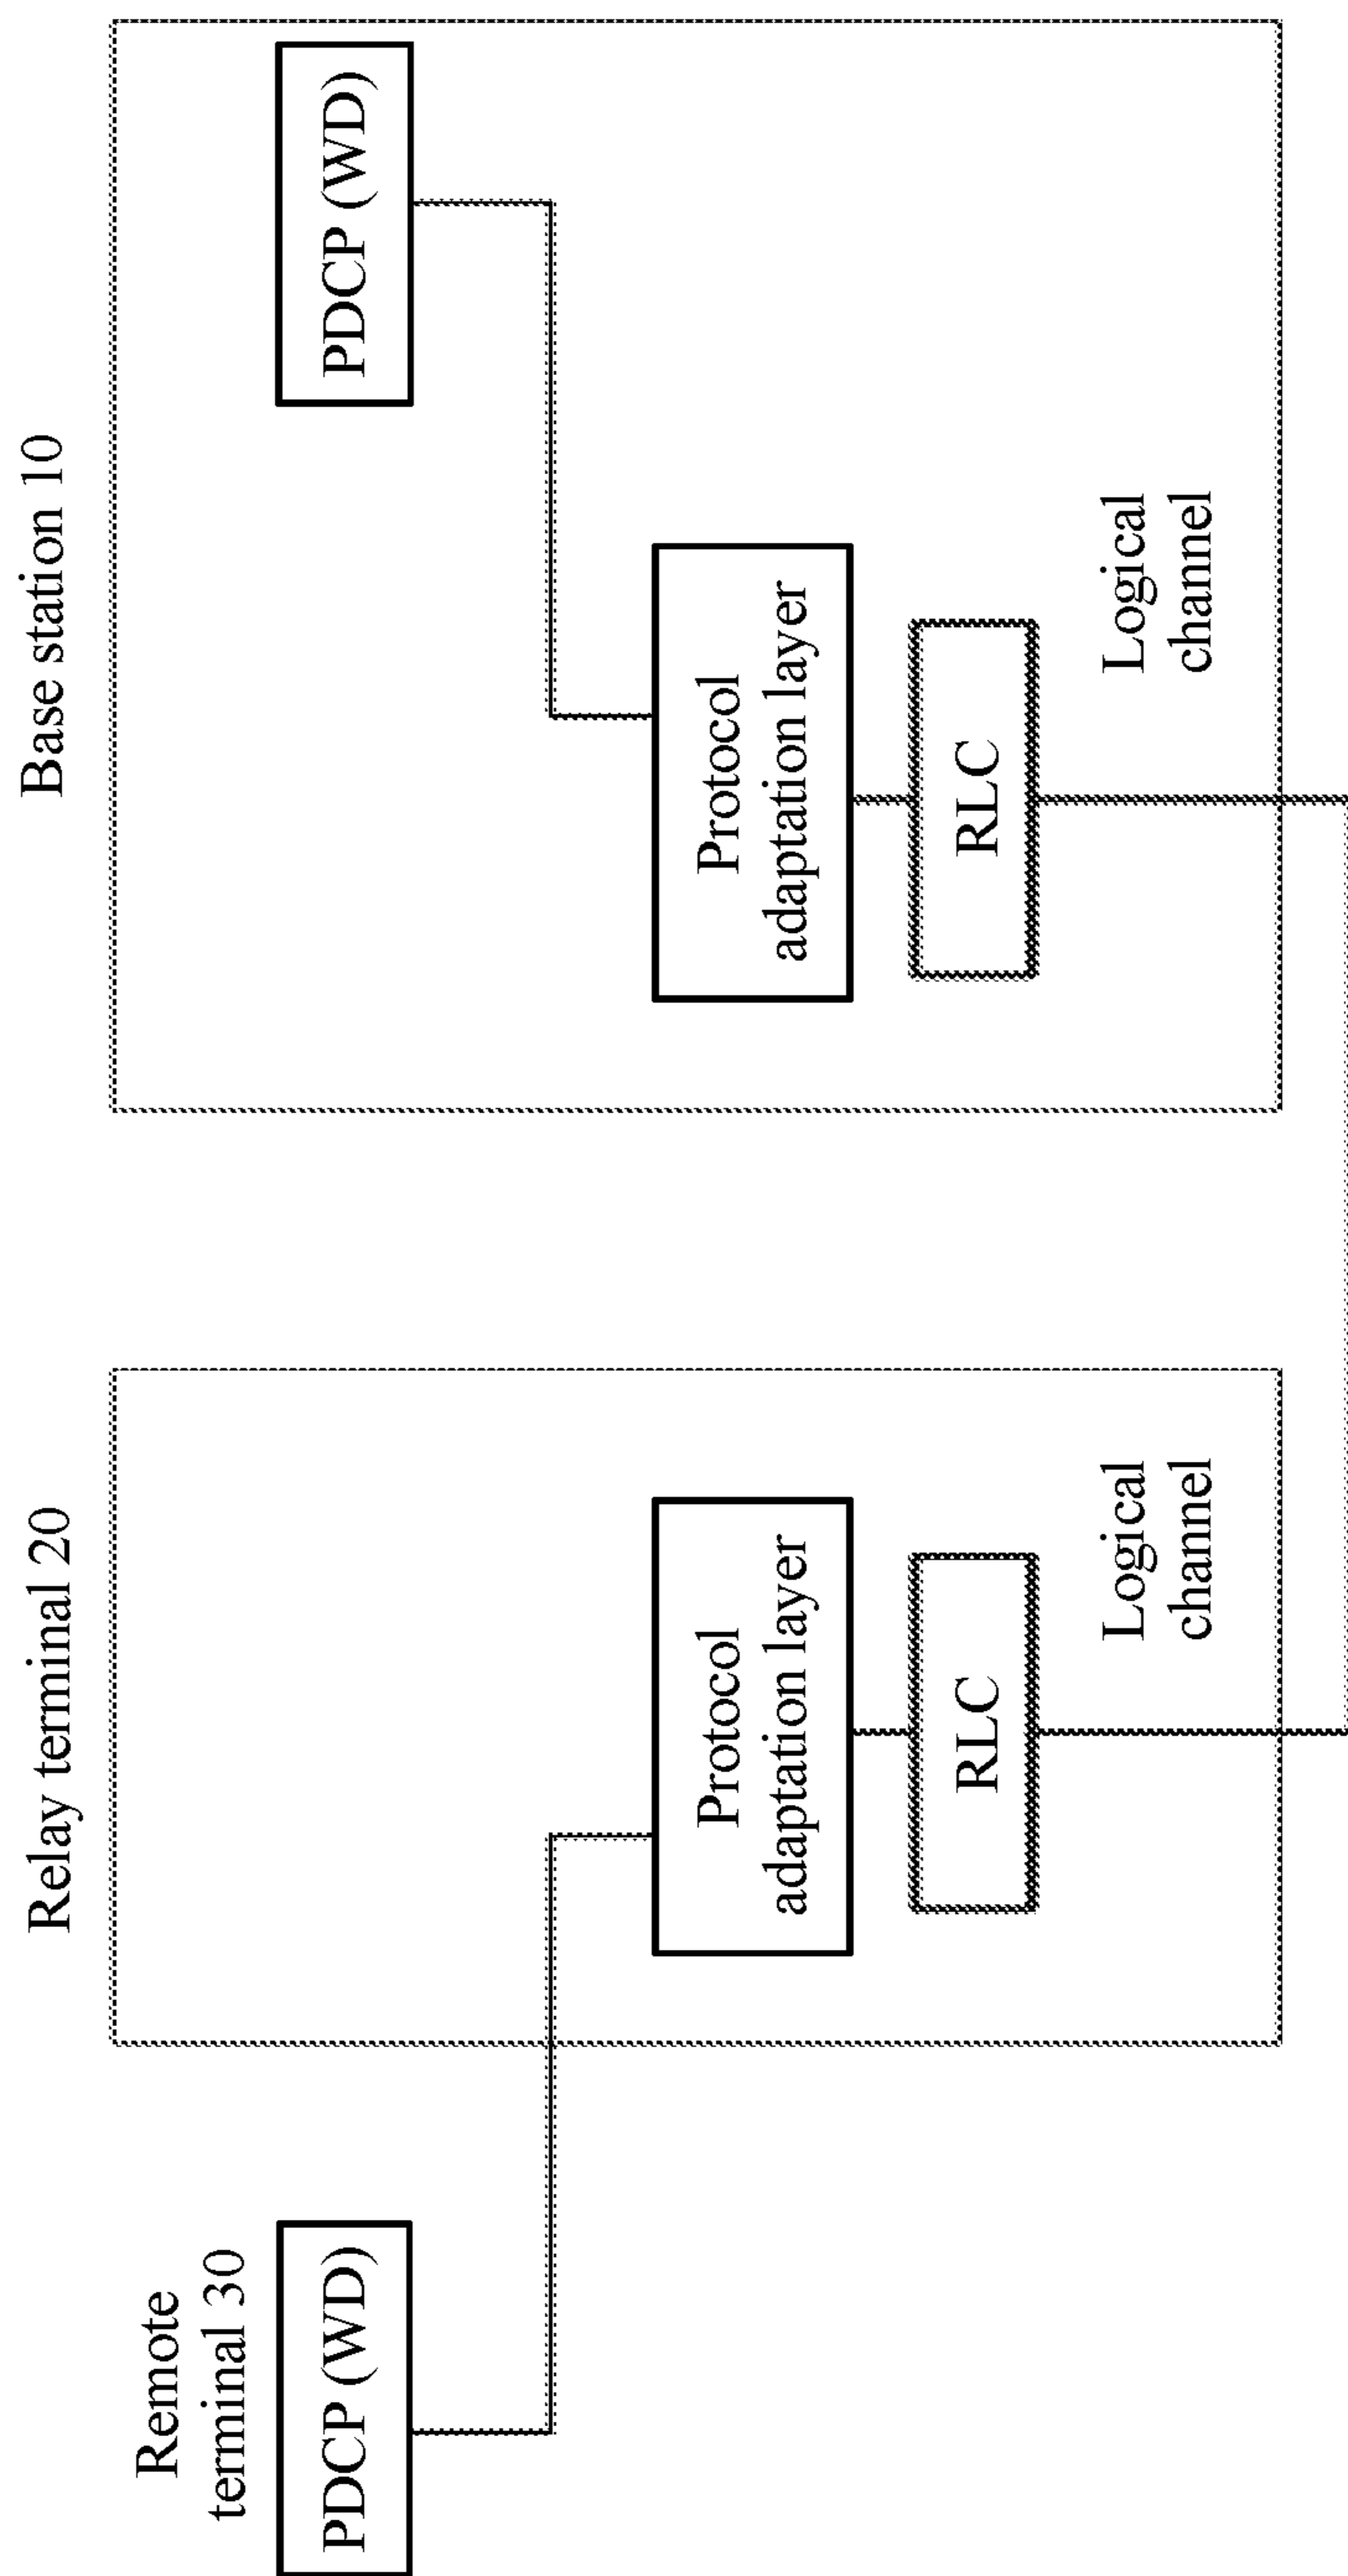 Remote
terminal 30
PDCP (WD)
Relay terminal 20
Protocol
adaptation layer
RLC
Logical
channel
Base station 10
PDCP (WD)
Protocol
adaptation layer
RLC
Logical
channel